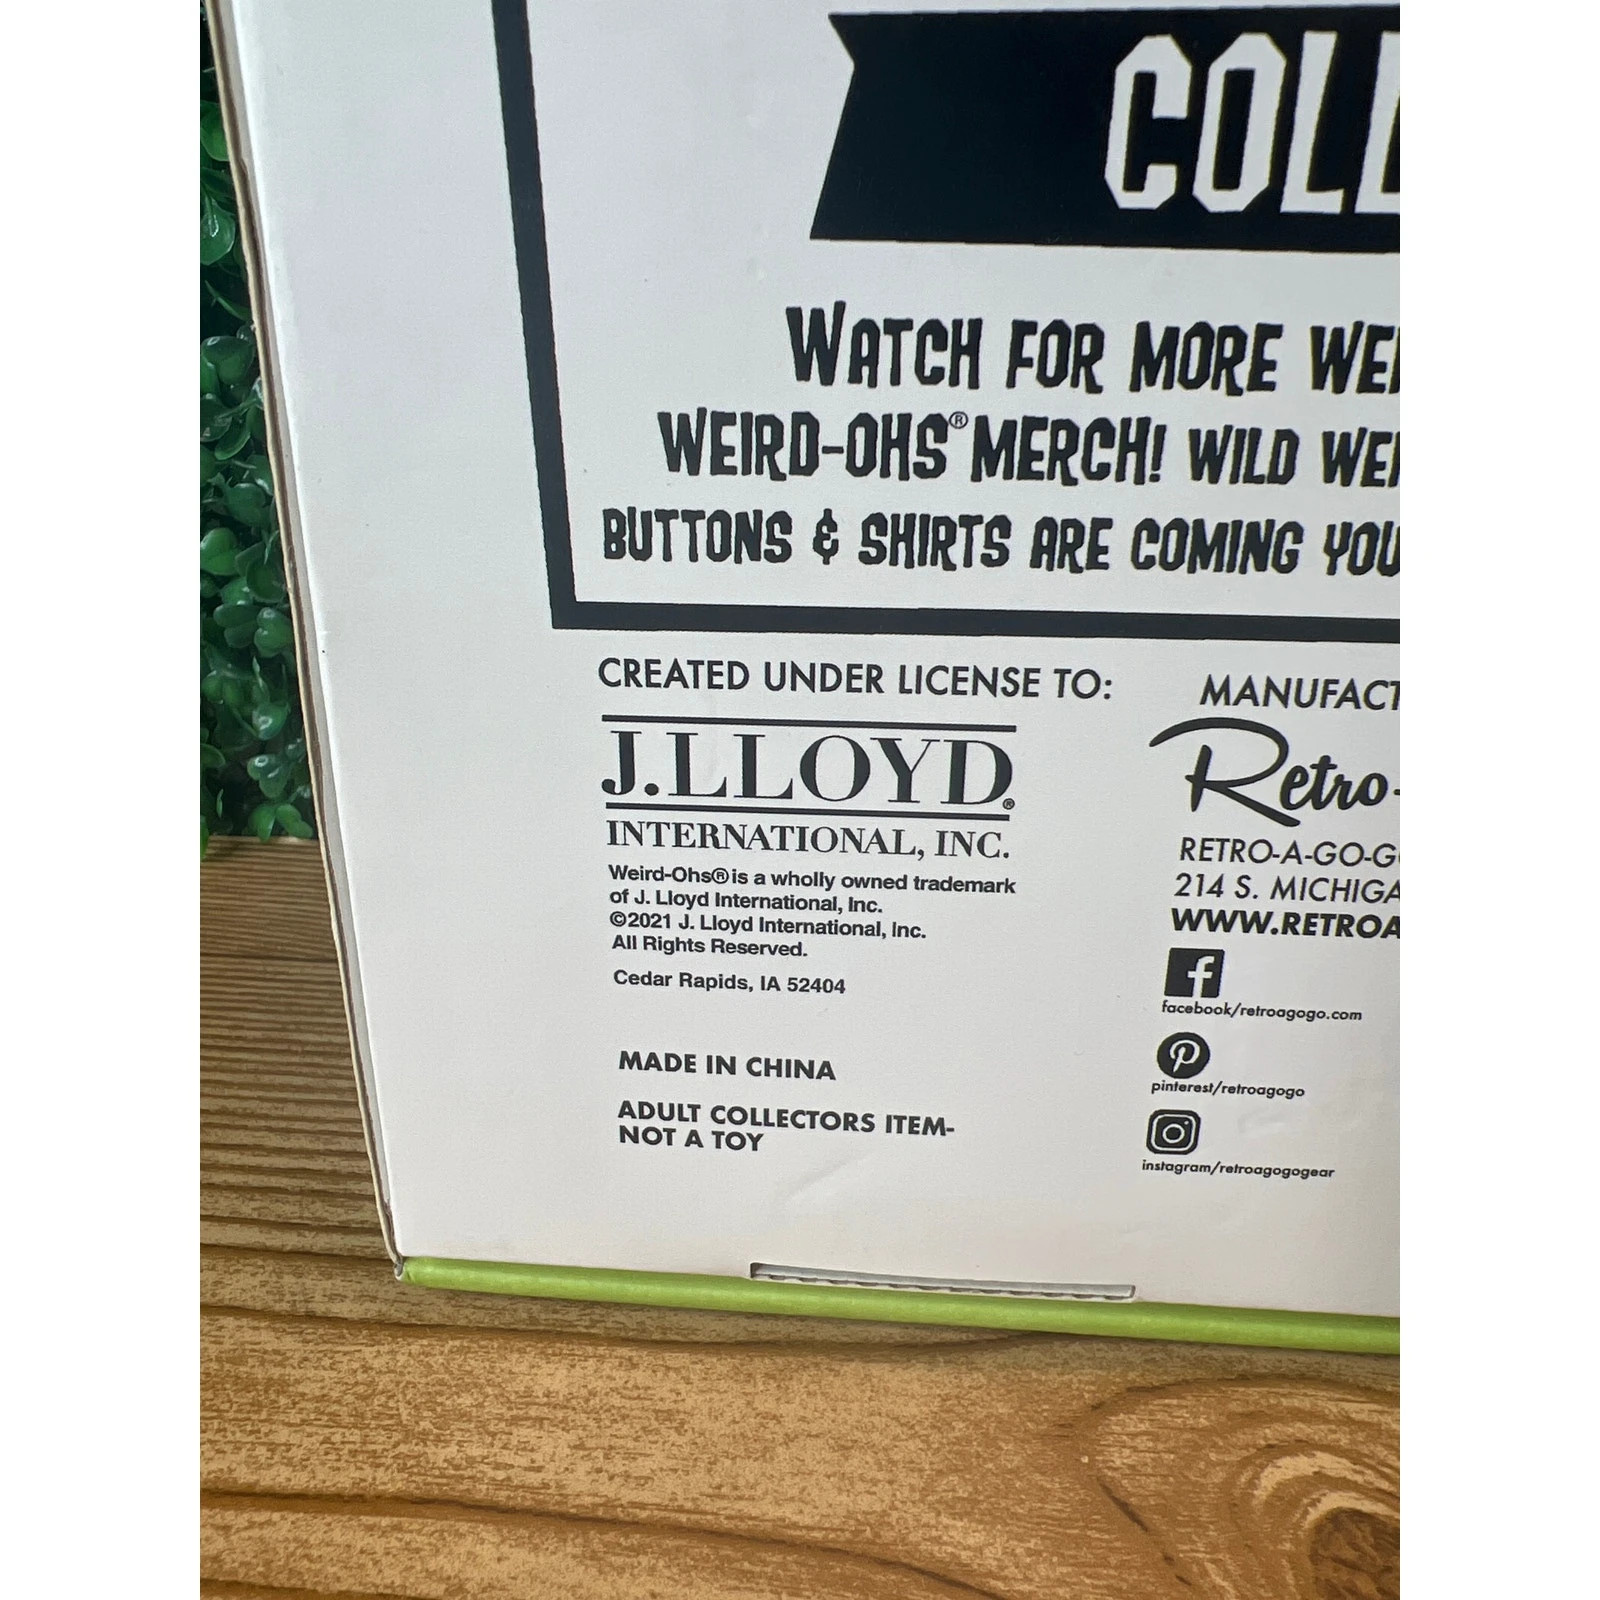 COLL
WATCH FOR MORE WEI
WEIRD-OHS® MERCH! WILD WEI
BUTTONS & SHIRTS ARE COMING YOU
CREATED UNDER LICENSE TO:
J.LLOYD®
INTERNATIONAL, INC.
Weird-Ohs® is a wholly owned trademark
of J. Lloyd International, Inc.
©2021 J. Lloyd International, Inc.
All Rights Reserved.
Cedar Rapids, IA 52404
MADE IN CHINA
ADULT COLLECTORS ITEM-
NOT A TOY
MANUFACT
Retro-
RETRO-A-GO-G
214 S. MICHIGA
WWW.RETROA
facebook/retroagogo.com
pinterest/retroagogo
instagram/retroagogogear